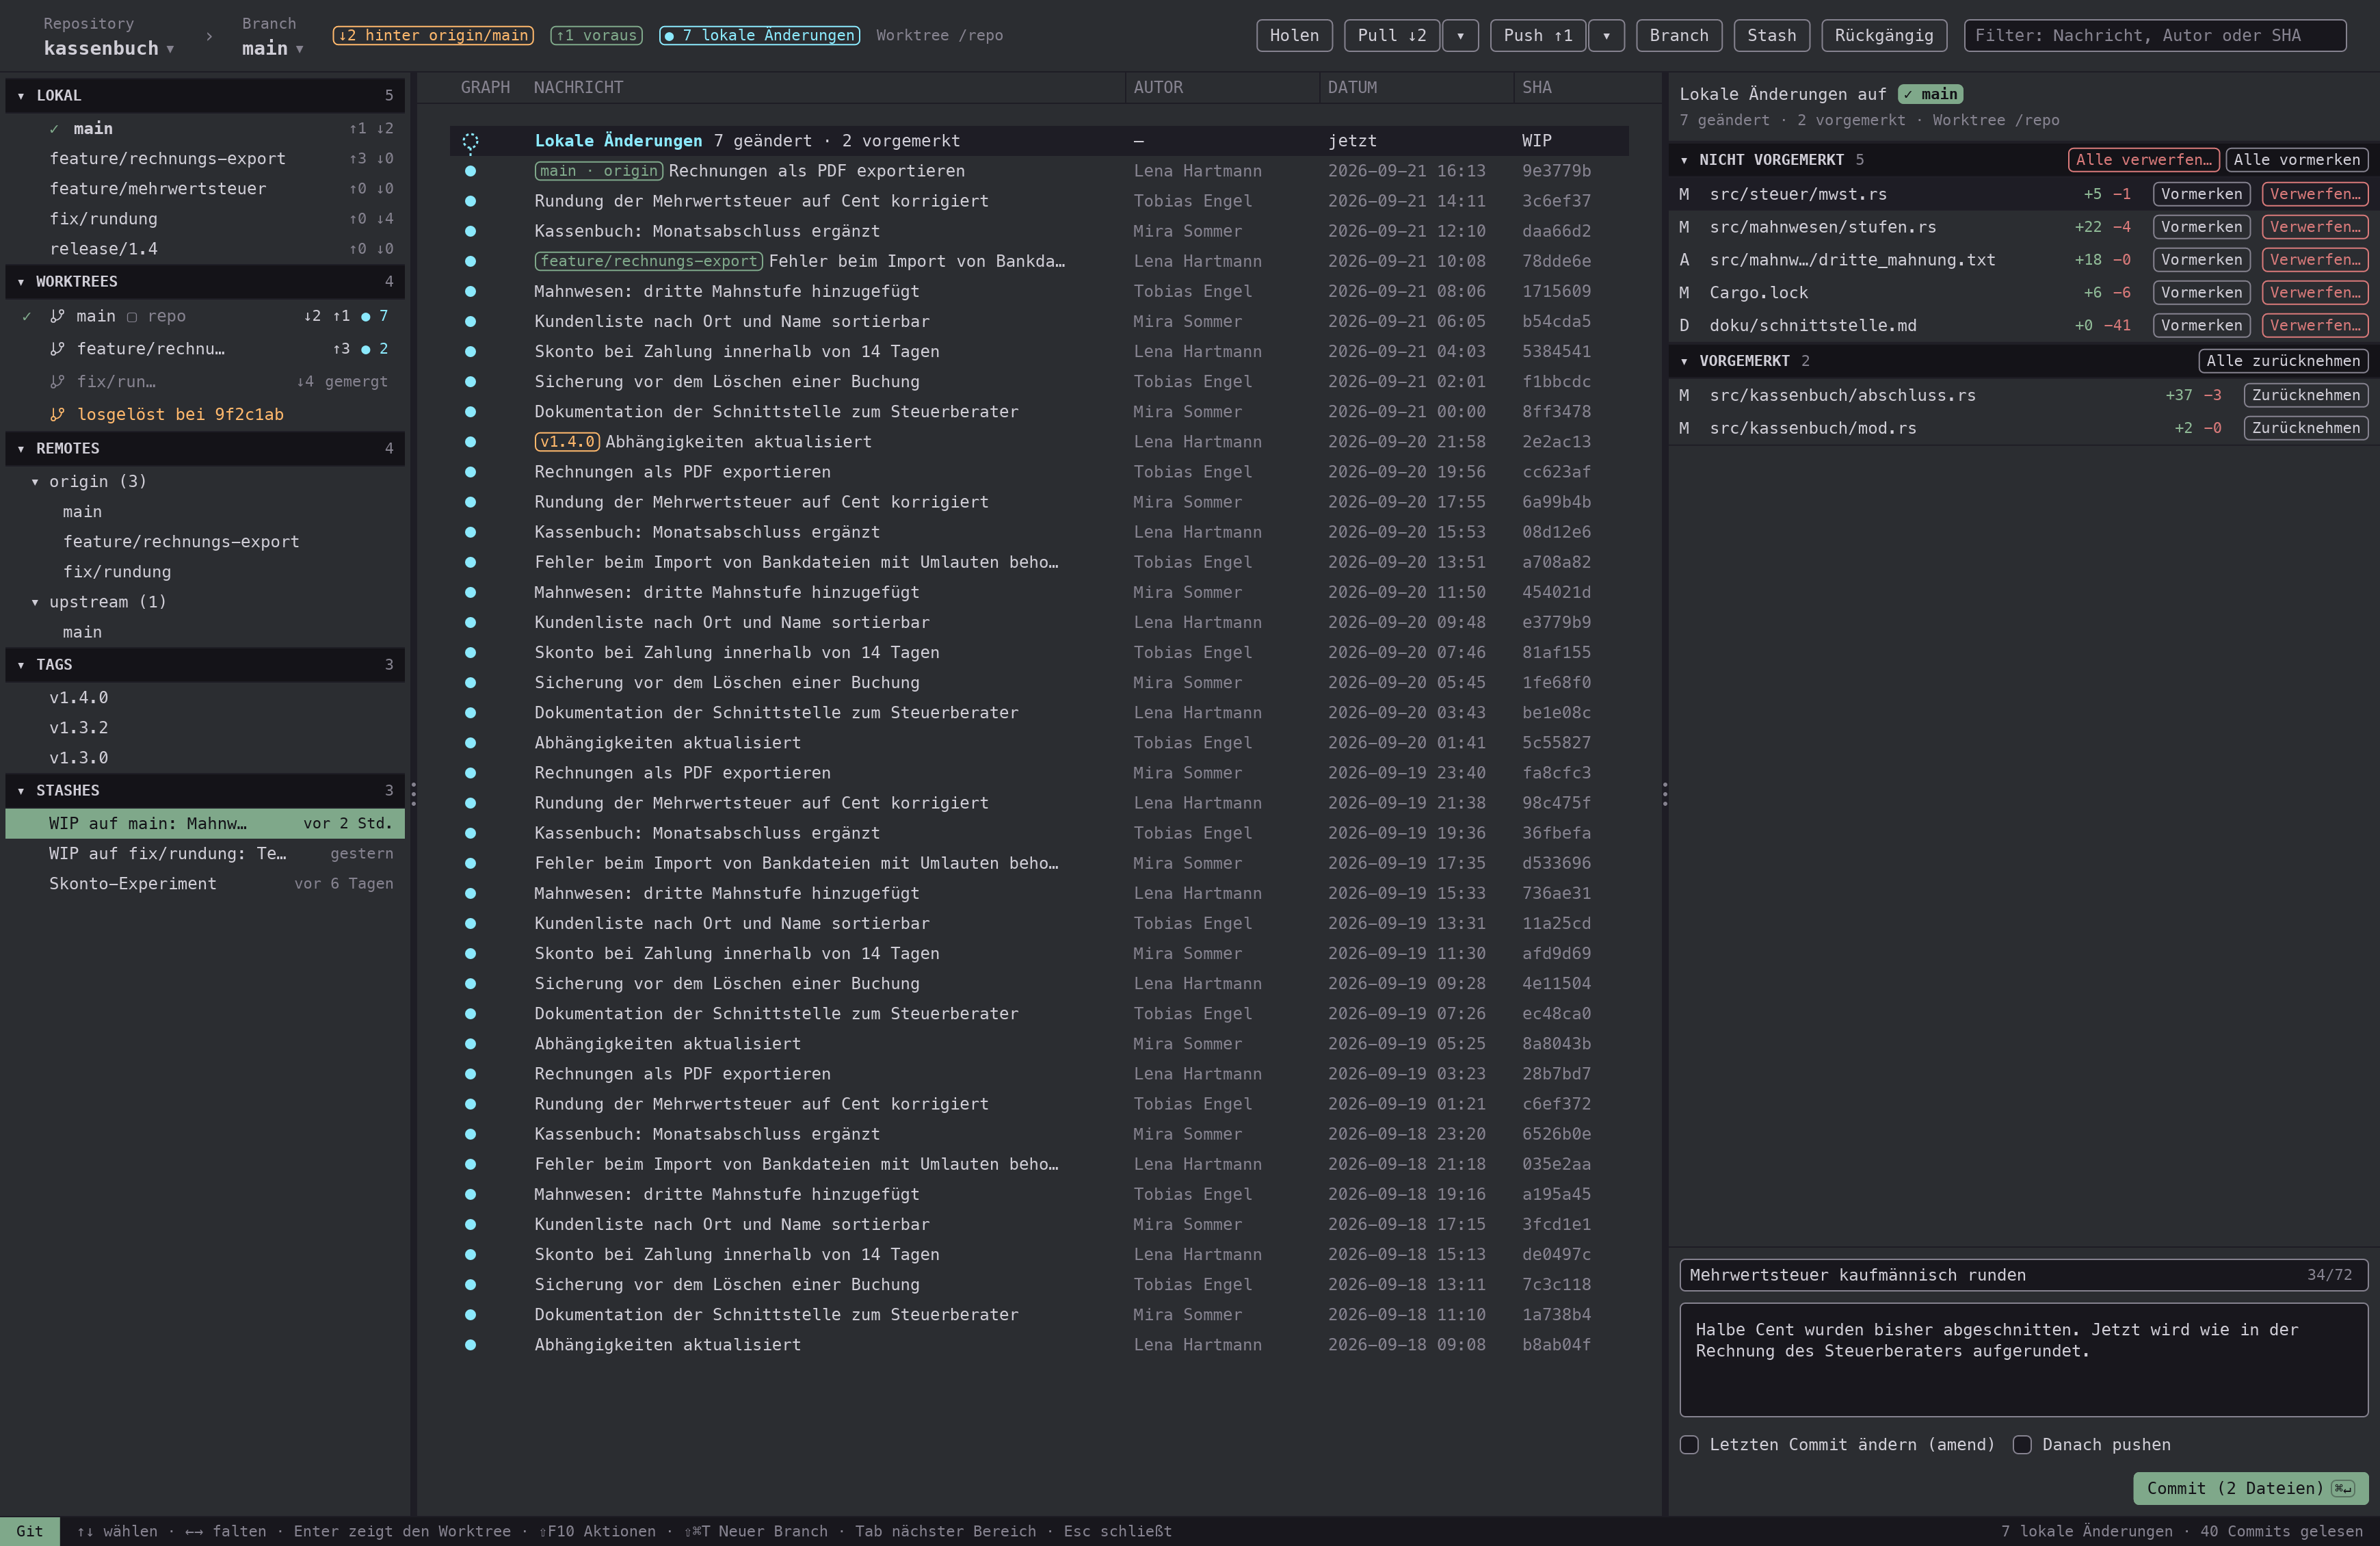 Repository
kassenbuch ▾
›
Branch
main ▾
↓2 hinter origin/main ↑1 voraus ● 7 lokale Änderungen Worktree /repo
Holen Pull ↓2 ▾ Push ↑1 ▾ Branch Stash Rückgängig Filter: Nachricht, Autor oder SHA
▾ LOKAL 5
✓ main ↑1 ↓2
feature/rechnungs-export ↑3 ↓0
feature/mehrwertsteuer ↑0 ↓0
fix/rundung ↑0 ↓4
release/1.4 ↑0 ↓0
▾ WORKTREES 4
✓ main ▢ repo ↓2 ↑1 ● 7
feature/rechnu… ↑3 ● 2
fix/run… ↓4 gemergt
losgelöst bei 9f2c1ab
▾ REMOTES 4
▾ origin (3)
main
feature/rechnungs-export
fix/rundung
▾ upstream (1)
main
▾ TAGS 3
v1.4.0
v1.3.2
v1.3.0
▾ STASHES 3
WIP auf main: Mahnw… vor 2 Std.
WIP auf fix/rundung: Te… gestern
Skonto-Experiment vor 6 Tagen
GRAPH NACHRICHT AUTOR DATUM SHA
Lokale Änderungen 7 geändert · 2 vorgemerkt — jetzt WIP
main · origin Rechnungen als PDF exportieren Lena Hartmann 2026-09-21 16:13 9e3779b
Rundung der Mehrwertsteuer auf Cent korrigiert Tobias Engel 2026-09-21 14:11 3c6ef37
Kassenbuch: Monatsabschluss ergänzt Mira Sommer 2026-09-21 12:10 daa66d2
feature/rechnungs-export Fehler beim Import von Bankda… Lena Hartmann 2026-09-21 10:08 78dde6e
Mahnwesen: dritte Mahnstufe hinzugefügt Tobias Engel 2026-09-21 08:06 1715609
Kundenliste nach Ort und Name sortierbar Mira Sommer 2026-09-21 06:05 b54cda5
Skonto bei Zahlung innerhalb von 14 Tagen Lena Hartmann 2026-09-21 04:03 5384541
Sicherung vor dem Löschen einer Buchung Tobias Engel 2026-09-21 02:01 f1bbcdc
Dokumentation der Schnittstelle zum Steuerberater Mira Sommer 2026-09-21 00:00 8ff3478
v1.4.0 Abhängigkeiten aktualisiert Lena Hartmann 2026-09-20 21:58 2e2ac13
Rechnungen als PDF exportieren Tobias Engel 2026-09-20 19:56 cc623af
Rundung der Mehrwertsteuer auf Cent korrigiert Mira Sommer 2026-09-20 17:55 6a99b4b
Kassenbuch: Monatsabschluss ergänzt Lena Hartmann 2026-09-20 15:53 08d12e6
Fehler beim Import von Bankdateien mit Umlauten beho… Tobias Engel 2026-09-20 13:51 a708a82
Mahnwesen: dritte Mahnstufe hinzugefügt Mira Sommer 2026-09-20 11:50 454021d
Kundenliste nach Ort und Name sortierbar Lena Hartmann 2026-09-20 09:48 e3779b9
Skonto bei Zahlung innerhalb von 14 Tagen Tobias Engel 2026-09-20 07:46 81af155
Sicherung vor dem Löschen einer Buchung Mira Sommer 2026-09-20 05:45 1fe68f0
Dokumentation der Schnittstelle zum Steuerberater Lena Hartmann 2026-09-20 03:43 be1e08c
Abhängigkeiten aktualisiert Tobias Engel 2026-09-20 01:41 5c55827
Rechnungen als PDF exportieren Mira Sommer 2026-09-19 23:40 fa8cfc3
Rundung der Mehrwertsteuer auf Cent korrigiert Lena Hartmann 2026-09-19 21:38 98c475f
Kassenbuch: Monatsabschluss ergänzt Tobias Engel 2026-09-19 19:36 36fbefa
Fehler beim Import von Bankdateien mit Umlauten beho… Mira Sommer 2026-09-19 17:35 d533696
Mahnwesen: dritte Mahnstufe hinzugefügt Lena Hartmann 2026-09-19 15:33 736ae31
Kundenliste nach Ort und Name sortierbar Tobias Engel 2026-09-19 13:31 11a25cd
Skonto bei Zahlung innerhalb von 14 Tagen Mira Sommer 2026-09-19 11:30 afd9d69
Sicherung vor dem Löschen einer Buchung Lena Hartmann 2026-09-19 09:28 4e11504
Dokumentation der Schnittstelle zum Steuerberater Tobias Engel 2026-09-19 07:26 ec48ca0
Abhängigkeiten aktualisiert Mira Sommer 2026-09-19 05:25 8a8043b
Rechnungen als PDF exportieren Lena Hartmann 2026-09-19 03:23 28b7bd7
Rundung der Mehrwertsteuer auf Cent korrigiert Tobias Engel 2026-09-19 01:21 c6ef372
Kassenbuch: Monatsabschluss ergänzt Mira Sommer 2026-09-18 23:20 6526b0e
Fehler beim Import von Bankdateien mit Umlauten beho… Lena Hartmann 2026-09-18 21:18 035e2aa
Mahnwesen: dritte Mahnstufe hinzugefügt Tobias Engel 2026-09-18 19:16 a195a45
Kundenliste nach Ort und Name sortierbar Mira Sommer 2026-09-18 17:15 3fcd1e1
Skonto bei Zahlung innerhalb von 14 Tagen Lena Hartmann 2026-09-18 15:13 de0497c
Sicherung vor dem Löschen einer Buchung Tobias Engel 2026-09-18 13:11 7c3c118
Dokumentation der Schnittstelle zum Steuerberater Mira Sommer 2026-09-18 11:10 1a738b4
Abhängigkeiten aktualisiert Lena Hartmann 2026-09-18 09:08 b8ab04f
Lokale Änderungen auf ✓ main
7 geändert · 2 vorgemerkt · Worktree /repo
▾ NICHT VORGEMERKT 5 Alle verwerfen… Alle vormerken
M src/steuer/mwst.rs +5 −1 Vormerken Verwerfen…
M src/mahnwesen/stufen.rs +22 −4 Vormerken Verwerfen…
A src/mahnw…/dritte_mahnung.txt +18 −0 Vormerken Verwerfen…
M Cargo.lock +6 −6 Vormerken Verwerfen…
D doku/schnittstelle.md +0 −41 Vormerken Verwerfen…
▾ VORGEMERKT 2 Alle zurücknehmen
M src/kassenbuch/abschluss.rs +37 −3 Zurücknehmen
M src/kassenbuch/mod.rs +2 −0 Zurücknehmen
Mehrwertsteuer kaufmännisch runden 34/72
Halbe Cent wurden bisher abgeschnitten. Jetzt wird wie in der
Rechnung des Steuerberaters aufgerundet.
Letzten Commit ändern (amend) Danach pushen
Commit (2 Dateien) ⌘↵
Git ↑↓ wählen · ←→ falten · Enter zeigt den Worktree · ⇧F10 Aktionen · ⇧⌘T Neuer Branch · Tab nächster Bereich · Esc schließt
7 lokale Änderungen · 40 Commits gelesen